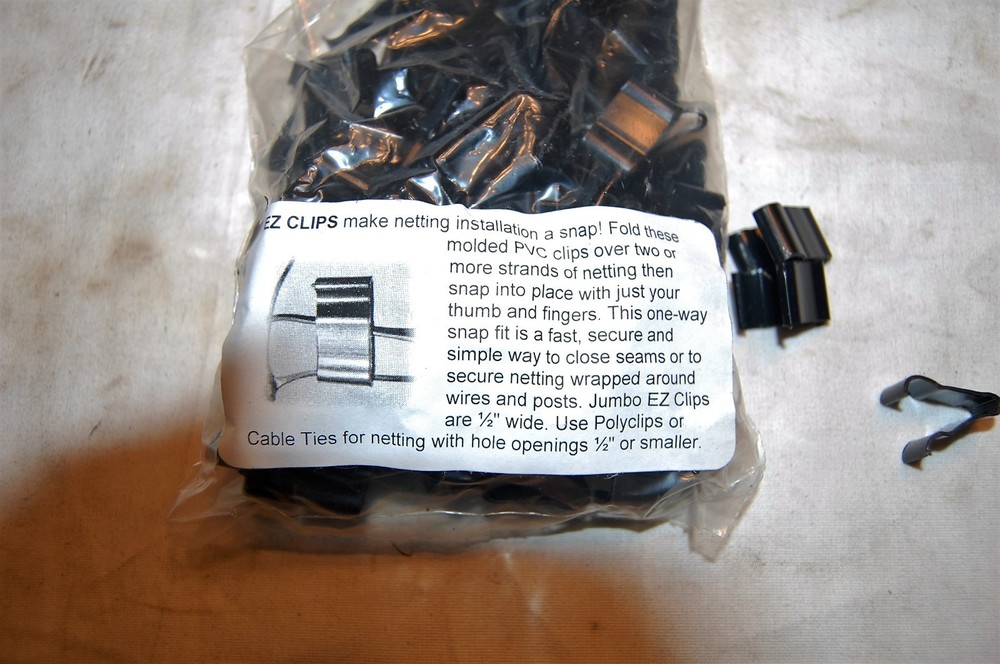 EZ CLIPS make netting installation a snap! Fold these
molded PVC clips over two or
more strands of netting then
snap into place with just your
thumb and fingers. This one-way
snap fit is a fast, secure and
simple way to close seams or to
secure netting wrapped around
wires and posts. Jumbo EZ Clips
are ½" wide. Use Polyclips or
Cable Ties for netting with hole openings ½" or smaller.